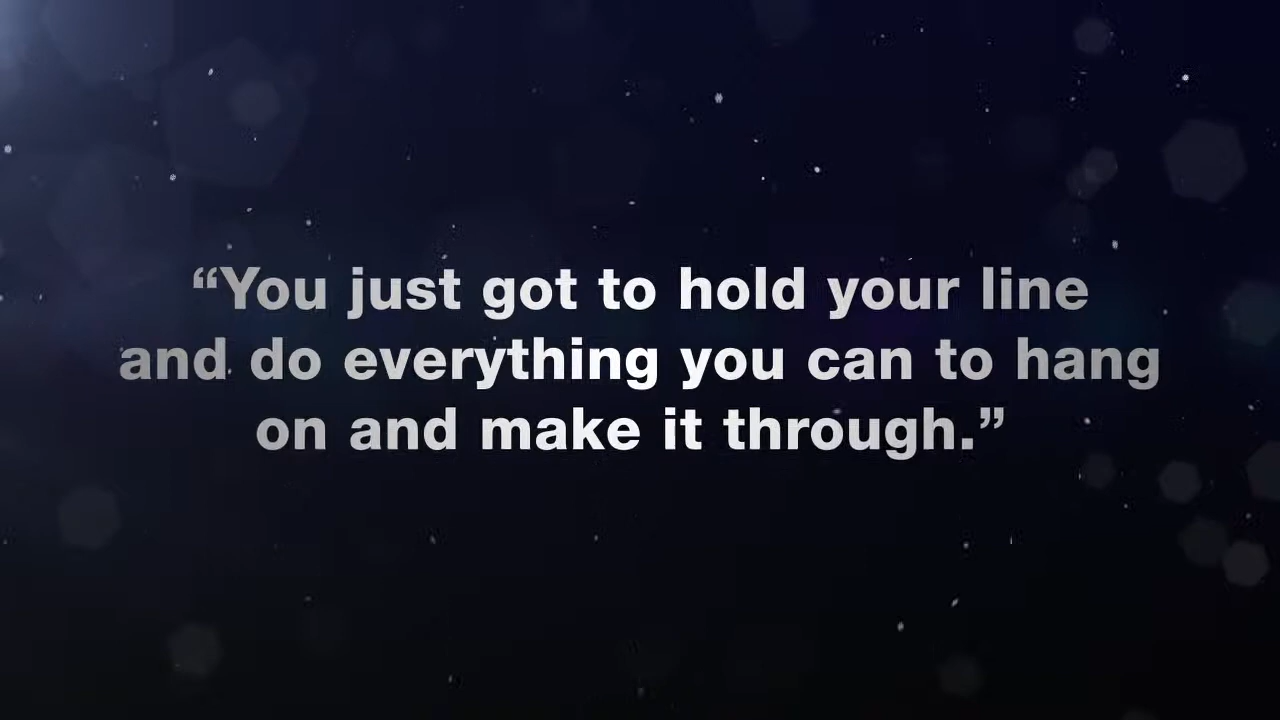 “You just got to hold your line
and do everything you can to hang
on and make it through.”